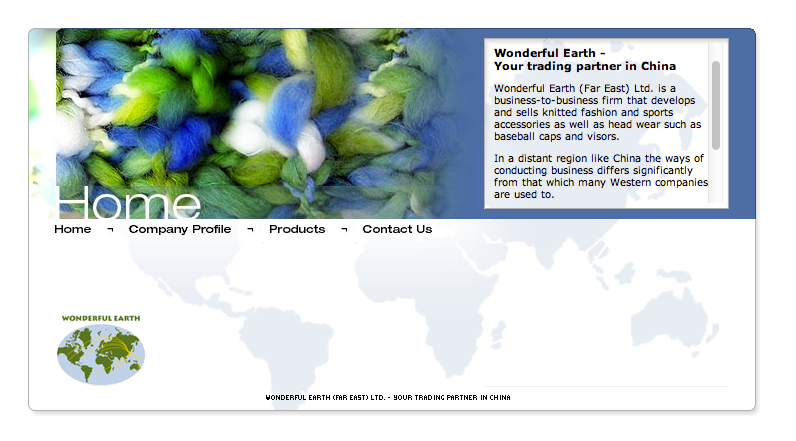 Wonderful Earth –
Your trading partner in China
Wonderful Earth (Far East) Ltd. is a
business-to-business firm that develops
and sells knitted fashion and sports
accessories as well as head wear such as
baseball caps and visors.
In a distant region like China the ways of
conducting business differs significantly
from that which many Western companies
are used to.
Home
Home ¬ Company Profile ¬ Products ¬ Contact Us
WONDERFUL EARTH
WONDERFUL EARTH (FAR EAST) LTD. - YOUR TRADING PARTNER IN CHINA